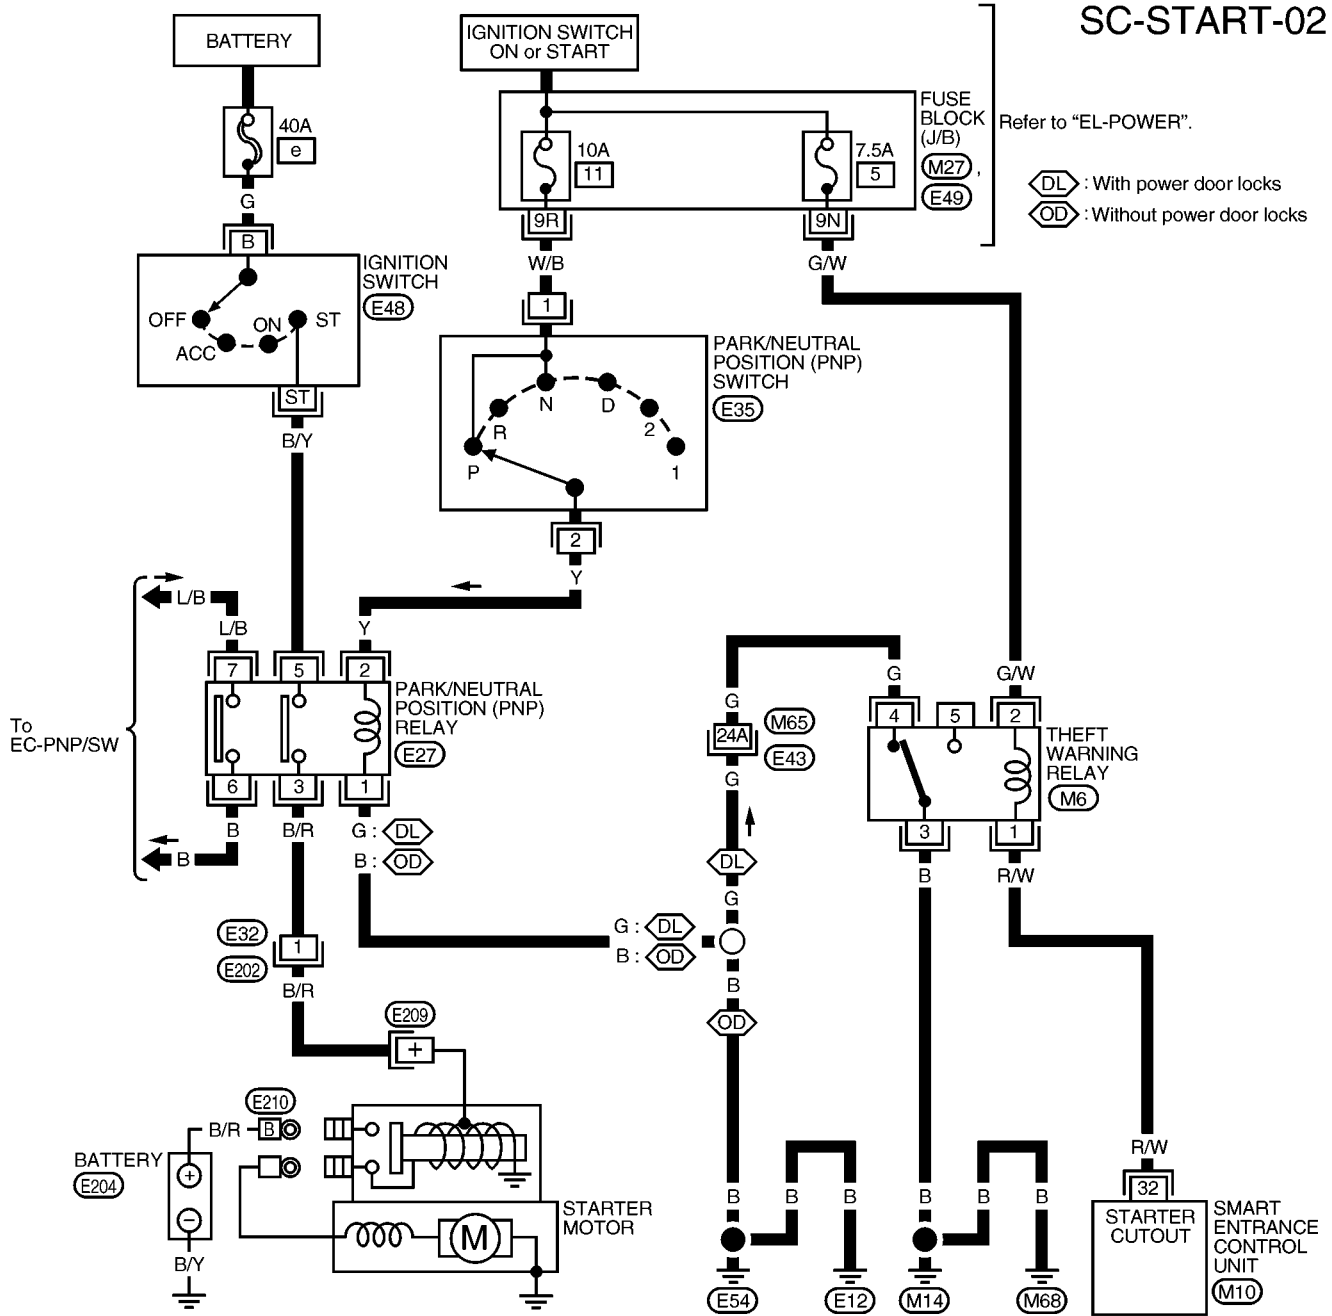 SC-START-02
BATTERY
IGNITION SWITCH
ON or START
40A
e
G
B
10A
11
7.5A
5
FUSE
BLOCK
(J/B)
M27 ,
E49
Refer to "EL-POWER".
DL : With power door locks
OD : Without power door locks
9R
9N
W/B
G/W
1
IGNITION
SWITCH
E48
OFF
ACC
ON
ST
ST
B/Y
PARK/NEUTRAL
POSITION (PNP)
SWITCH
E35
P
R
N
D
2
1
2
Y
L/B
L/B
Y
7
5
2
PARK/NEUTRAL
POSITION (PNP)
RELAY
E27
To
EC-PNP/SW
6
3
1
B
B/R
G : DL
B : OD
B
G
G
G/W
4
5
2
24A
M65
E43
G
THEFT
WARNING
RELAY
M6
3
1
B
R/W
DL
G
G : DL
B : OD
B
OD
E32
1
E202
B/R
E209
+
E210
B/R
B
BATTERY
E204
+
−
B/Y
M
STARTER
MOTOR
R/W
32
STARTER
CUTOUT
SMART
ENTRANCE
CONTROL
UNIT
M10
B
B
B
B
B
B
E54
E12
M14
M68